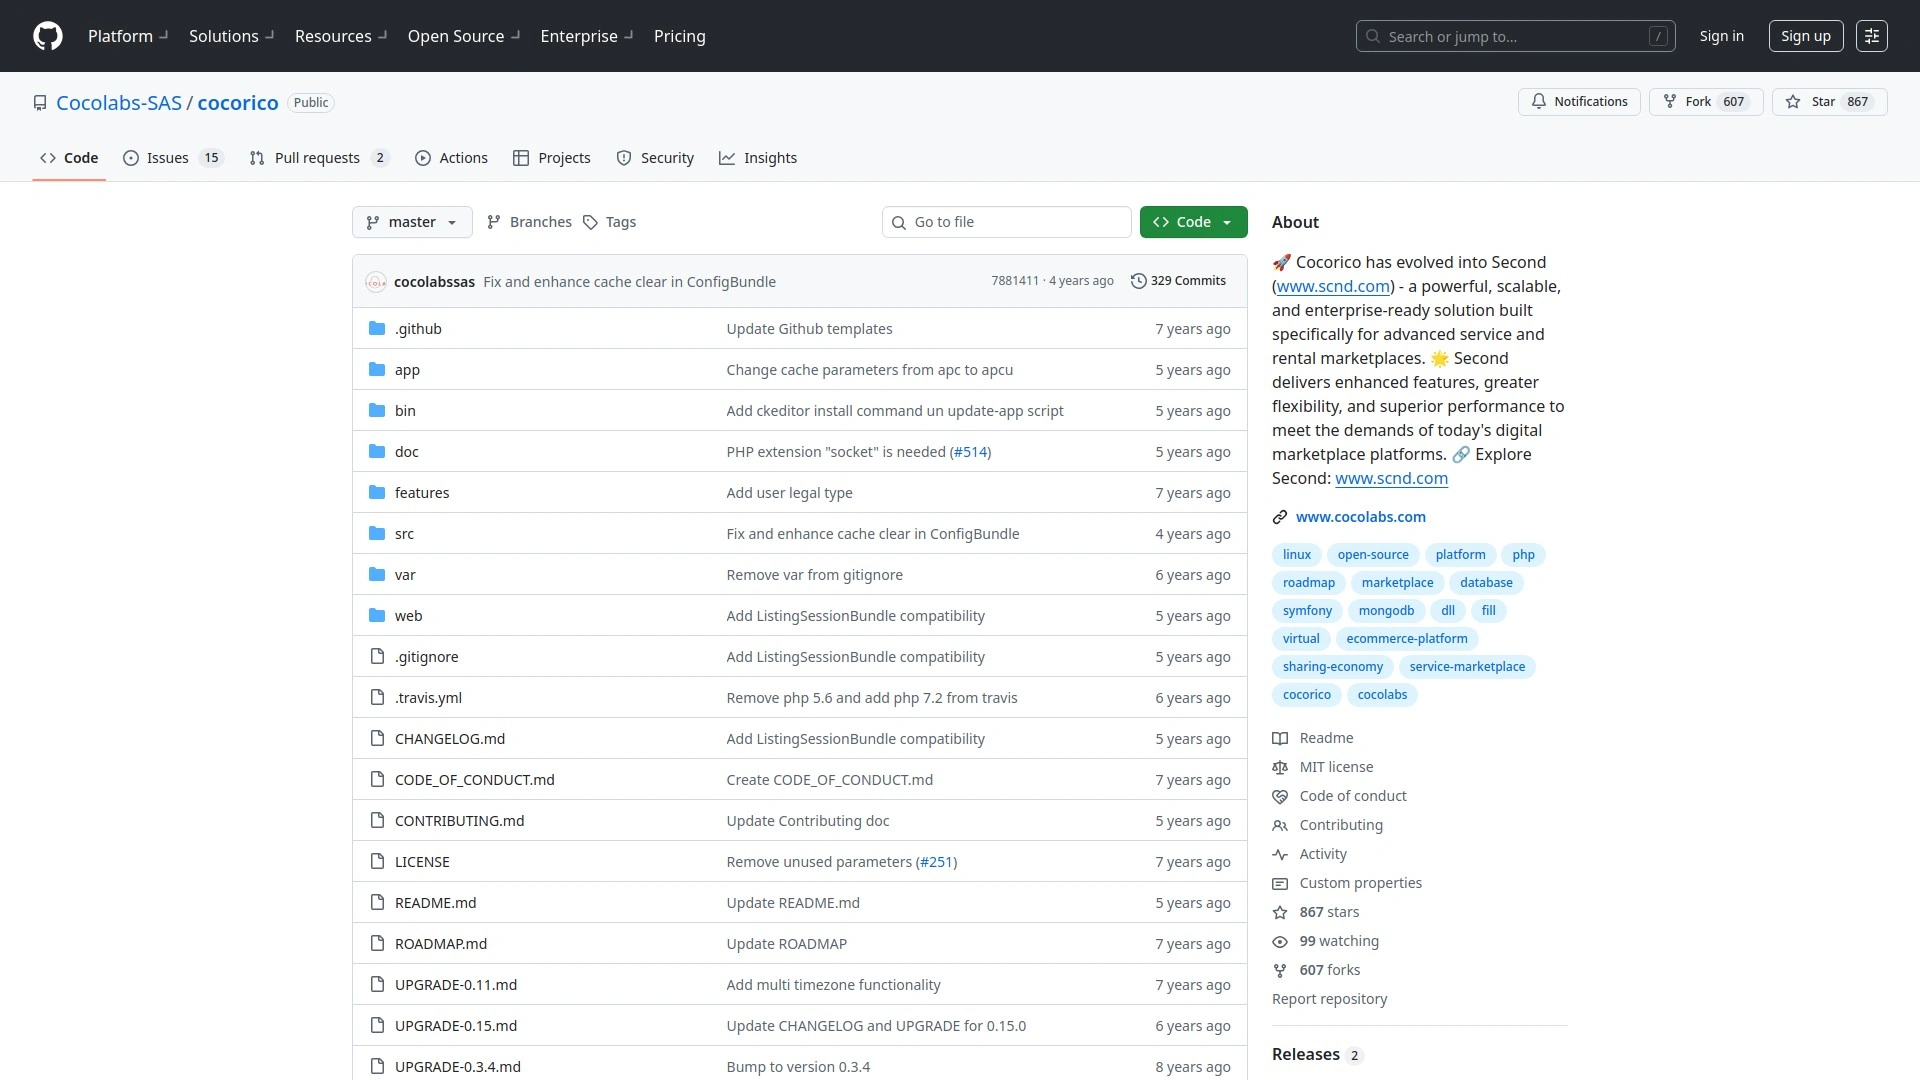 Platform Solutions Resources Open Source Enterprise Pricing Search or jump to... / Sign in Sign up
Cocolabs-SAS / cocorico Public Notifications Fork 607 Star 867
Code Issues 15 Pull requests 2 Actions Projects Security Insights
master Branches Tags Go to file Code
cocolabssas Fix and enhance cache clear in ConfigBundle 7881411 · 4 years ago 329 Commits
.github Update Github templates 7 years ago
app Change cache parameters from apc to apcu 5 years ago
bin Add ckeditor install command un update-app script 5 years ago
doc PHP extension "socket" is needed (#514) 5 years ago
features Add user legal type 7 years ago
src Fix and enhance cache clear in ConfigBundle 4 years ago
var Remove var from gitignore 6 years ago
web Add ListingSessionBundle compatibility 5 years ago
.gitignore Add ListingSessionBundle compatibility 5 years ago
.travis.yml Remove php 5.6 and add php 7.2 from travis 6 years ago
CHANGELOG.md Add ListingSessionBundle compatibility 5 years ago
CODE_OF_CONDUCT.md Create CODE_OF_CONDUCT.md 7 years ago
CONTRIBUTING.md Update Contributing doc 5 years ago
LICENSE Remove unused parameters (#251) 7 years ago
README.md Update README.md 5 years ago
ROADMAP.md Update ROADMAP 7 years ago
UPGRADE-0.11.md Add multi timezone functionality 7 years ago
UPGRADE-0.15.md Update CHANGELOG and UPGRADE for 0.15.0 6 years ago
UPGRADE-0.3.4.md Bump to version 0.3.4 8 years ago
About
🚀 Cocorico has evolved into Second
(www.scnd.com) - a powerful, scalable,
and enterprise-ready solution built
specifically for advanced service and
rental marketplaces. 🌟 Second
delivers enhanced features, greater
flexibility, and superior performance to
meet the demands of today's digital
marketplace platforms. 🔗 Explore
Second: www.scnd.com
www.cocolabs.com
linux open-source platform php
roadmap marketplace database
symfony mongodb dll fill
virtual ecommerce-platform
sharing-economy service-marketplace
cocorico cocolabs
Readme
MIT license
Code of conduct
Contributing
Activity
Custom properties
867 stars
99 watching
607 forks
Report repository
Releases 2